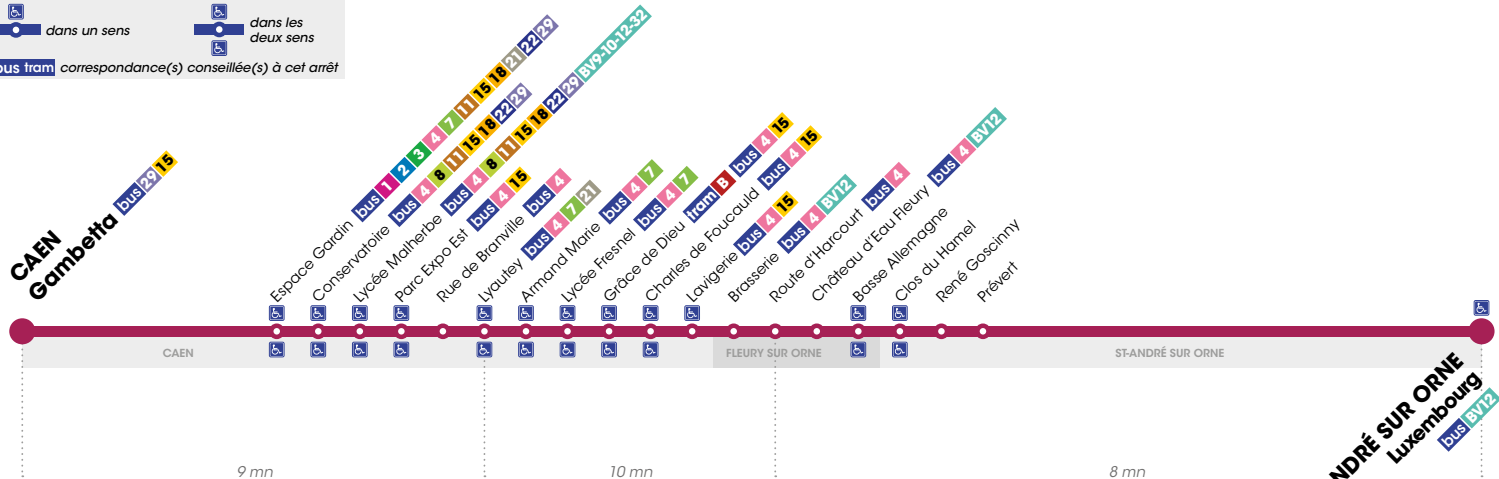 dans un sens
dans les
deux sens
bus tram correspondance(s) conseillée(s) à cet arrêt
CAEN
Gambetta bus 29 15
Espace Gardin bus 1 2 3 4 7 11 15 18 21 22 29
Conservatoire bus 4 8 11 15 18 22 29
Lycée Malherbe bus 4 8 11 15 18 22 29 BV9-10-12-32
Parc Expo Est bus 4 15
Rue de Branville bus 4
Lyautey bus 4 7 21
Armand Marie bus 4 7
Lycée Fresnel bus 4 7
Grâce de Dieu tram B bus 4 15
Charles de Foucauld bus 4 15
Lavigerie bus 4 15
Brasserie bus 4 BV12
Route d'Harcourt bus 4
Château d'Eau Fleury bus 4 BV12
Basse Allemagne
Clos du Hamel
René Goscinny
Prévert
CAEN
FLEURY SUR ORNE
ST-ANDRÉ SUR ORNE
NDRÉ SUR ORNE
Luxembourg
bus BV12
9 mn
10 mn
8 mn